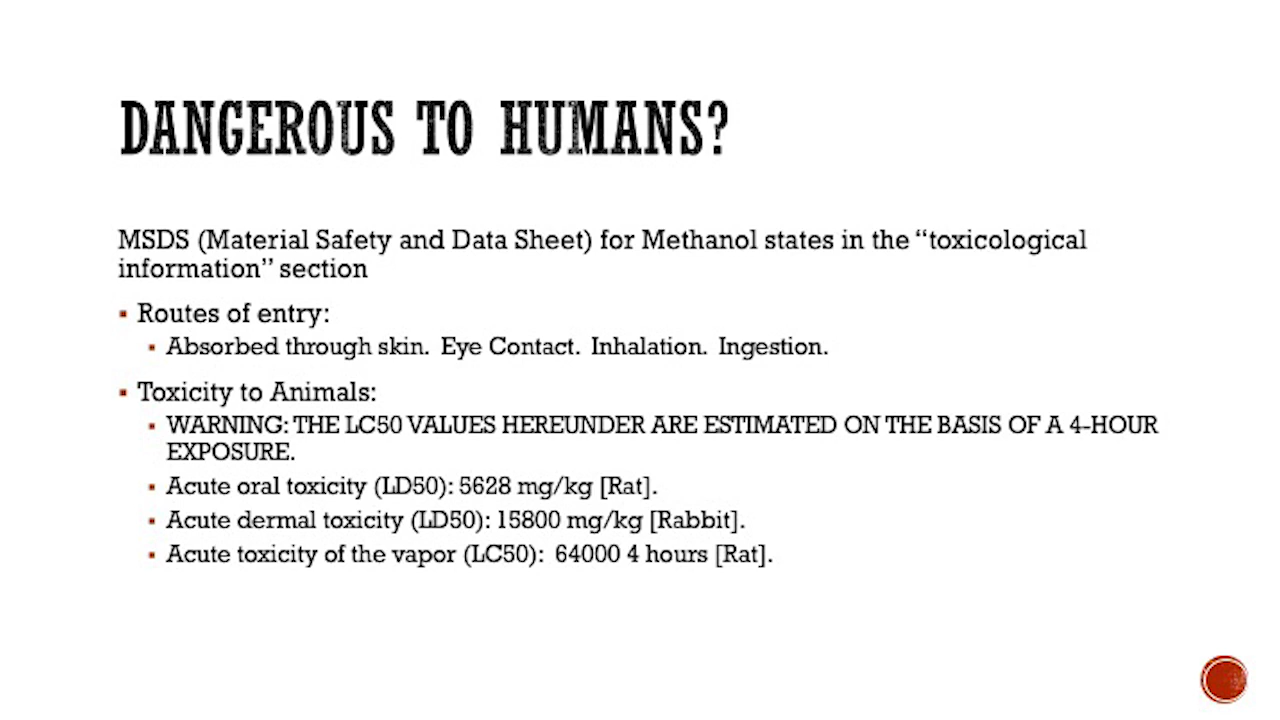 DANGEROUS TO HUMANS?
MSDS (Material Safety and Data Sheet) for Methanol states in the “toxicological
information” section
▪ Routes of entry:
▪ Absorbed through skin. Eye Contact. Inhalation. Ingestion.
▪ Toxicity to Animals:
▪ WARNING: THE LC50 VALUES HEREUNDER ARE ESTIMATED ON THE BASIS OF A 4-HOUR
EXPOSURE.
▪ Acute oral toxicity (LD50): 5628 mg/kg [Rat].
▪ Acute dermal toxicity (LD50): 15800 mg/kg [Rabbit].
▪ Acute toxicity of the vapor (LC50): 64000 4 hours [Rat].